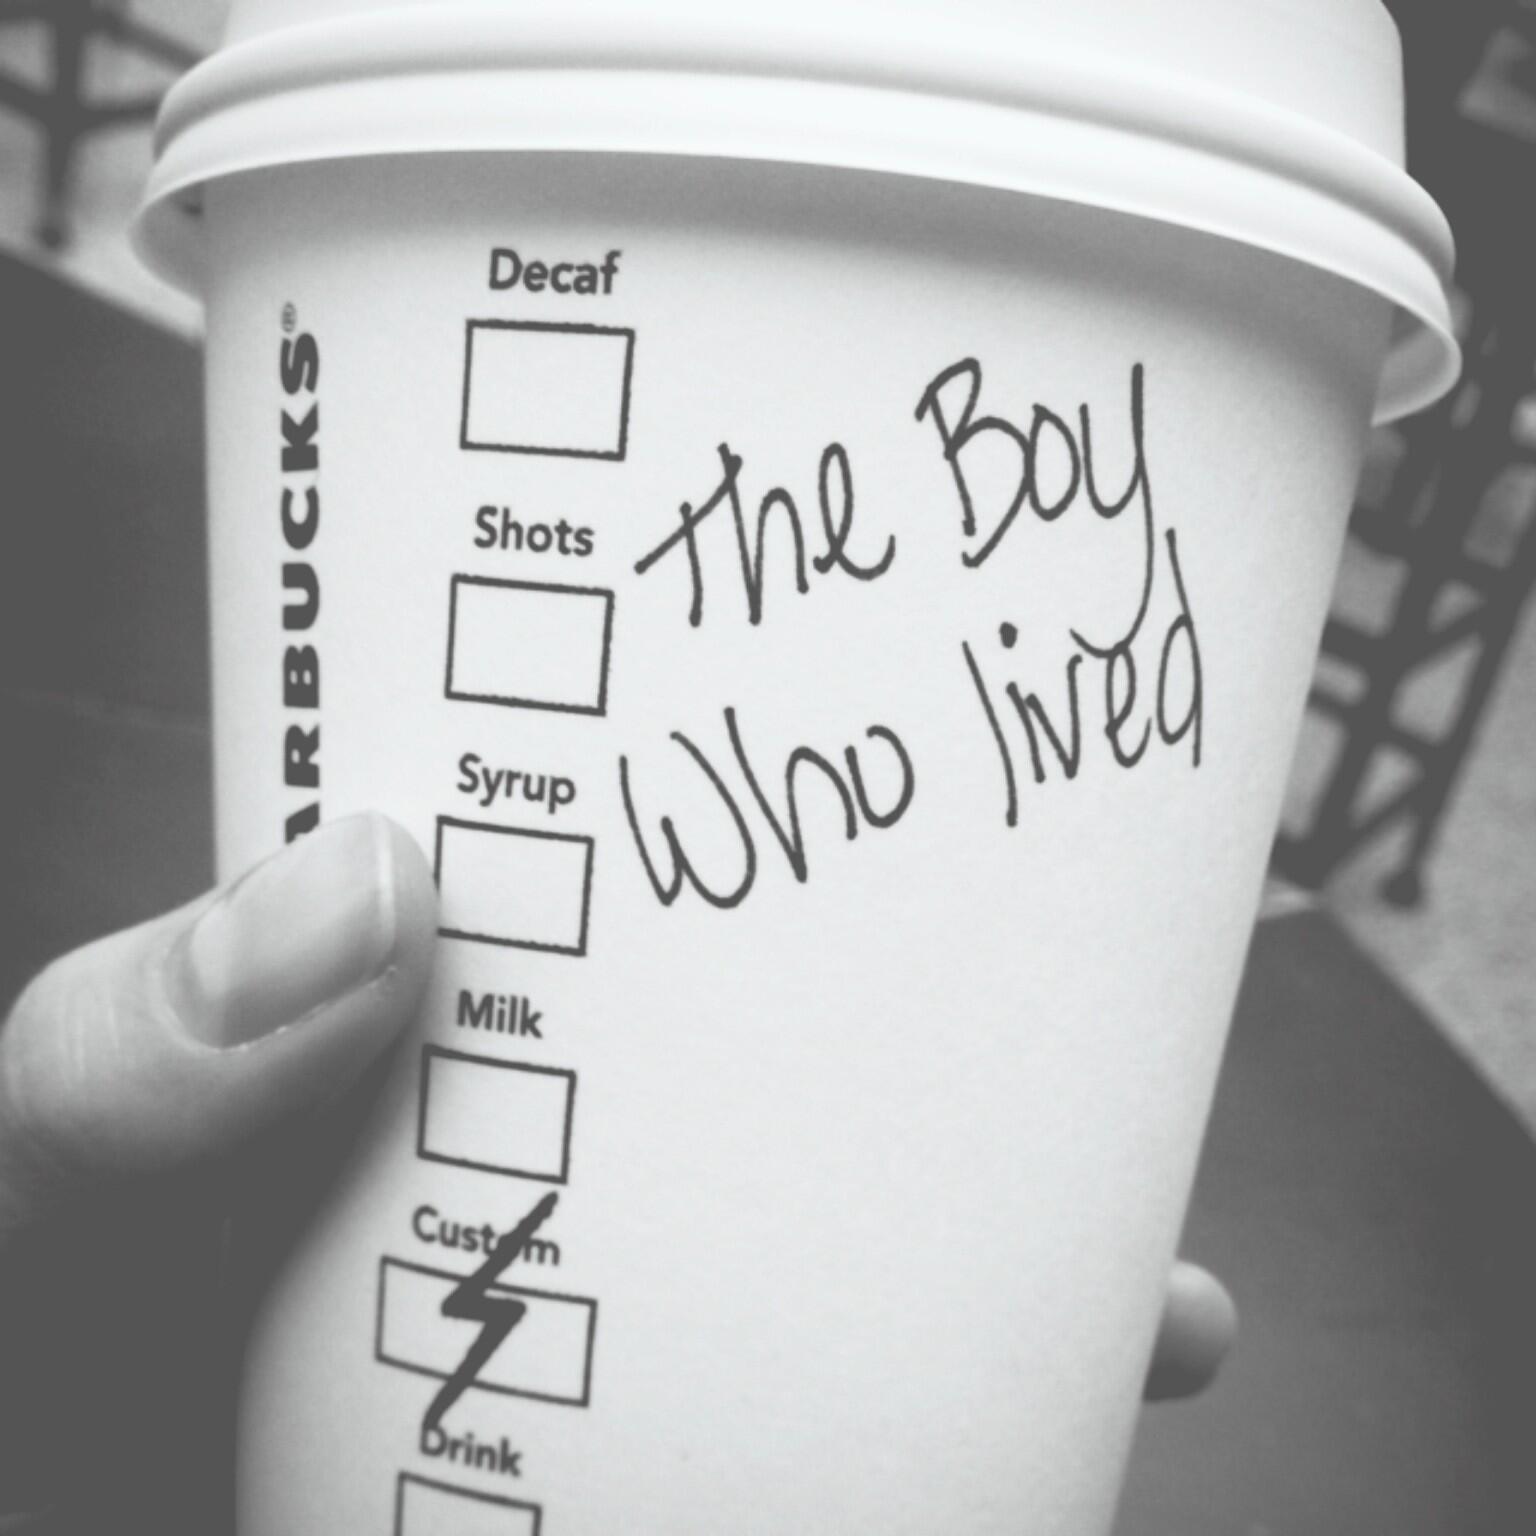 ARBUCKS®
Decaf
Shots
Syrup
Milk
Custom
Drink
The Boy
Who lived